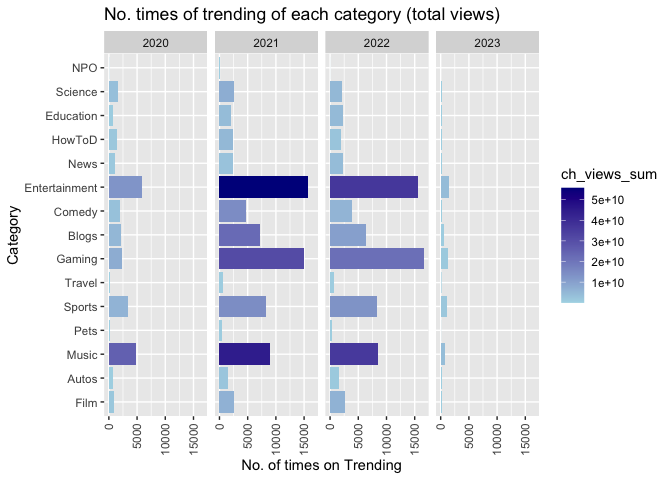 No. times of trending of each category (total views)
2020 2021 2022 2023
NPO
Science
Education
HowToD
News
Entertainment
Comedy
Blogs
Gaming
Travel
Sports
Pets
Music
Autos
Film
Category
0 5000 10000 15000 0 5000 10000 15000 0 5000 10000 15000 0 5000 10000 15000
No. of times on Trending
ch_views_sum
5e+10
4e+10
3e+10
2e+10
1e+10